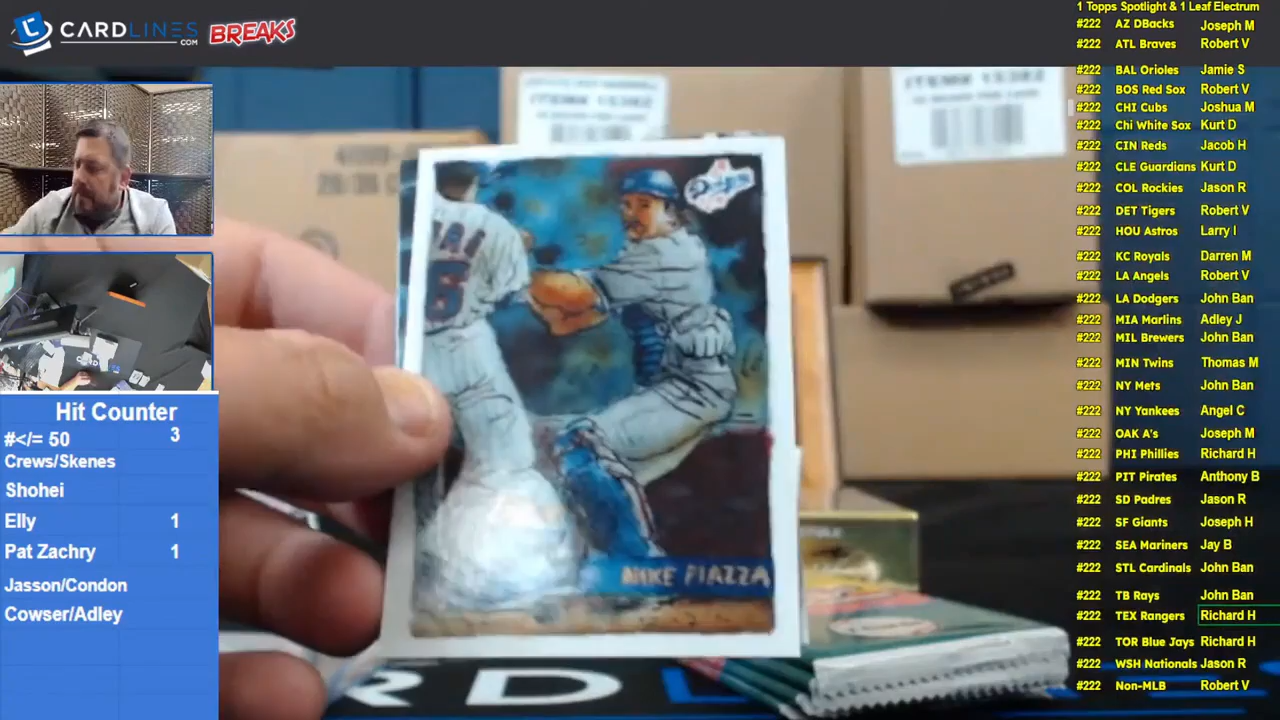 CARDLINES
.COM
BREAKS
1 Topps Spotlight & 1 Leaf Electrum
#222 AZ DBacks Joseph M
#222 ATL Braves Robert V
#222 BAL Orioles Jamie S
#222 BOS Red Sox Robert V
#222 CHI Cubs Joshua M
#222 Chi White Sox Kurt D
#222 CIN Reds Jacob H
#222 CLE Guardians Kurt D
#222 COL Rockies Jason R
#222 DET Tigers Robert V
#222 HOU Astros Larry I
#222 KC Royals Darren M
#222 LA Angels Robert V
#222 LA Dodgers John Ban
#222 MIA Marlins Adley J
#222 MIL Brewers John Ban
#222 MIN Twins Thomas M
#222 NY Mets John Ban
#222 NY Yankees Angel C
#222 OAK A's Joseph M
#222 PHI Phillies Richard H
#222 PIT Pirates Anthony B
#222 SD Padres Jason R
#222 SF Giants Joseph H
#222 SEA Mariners Jay B
#222 STL Cardinals John Ban
#222 TB Rays John Ban
#222 TEX Rangers Richard H
#222 TOR Blue Jays Richard H
#222 WSH Nationals Jason R
#222 Non-MLB Robert V
Hit Counter
#</= 50 3
Crews/Skenes
Shohei
Elly 1
Pat Zachry 1
Jasson/Condon
Cowser/Adley
MIKE PIAZZA
CARDL